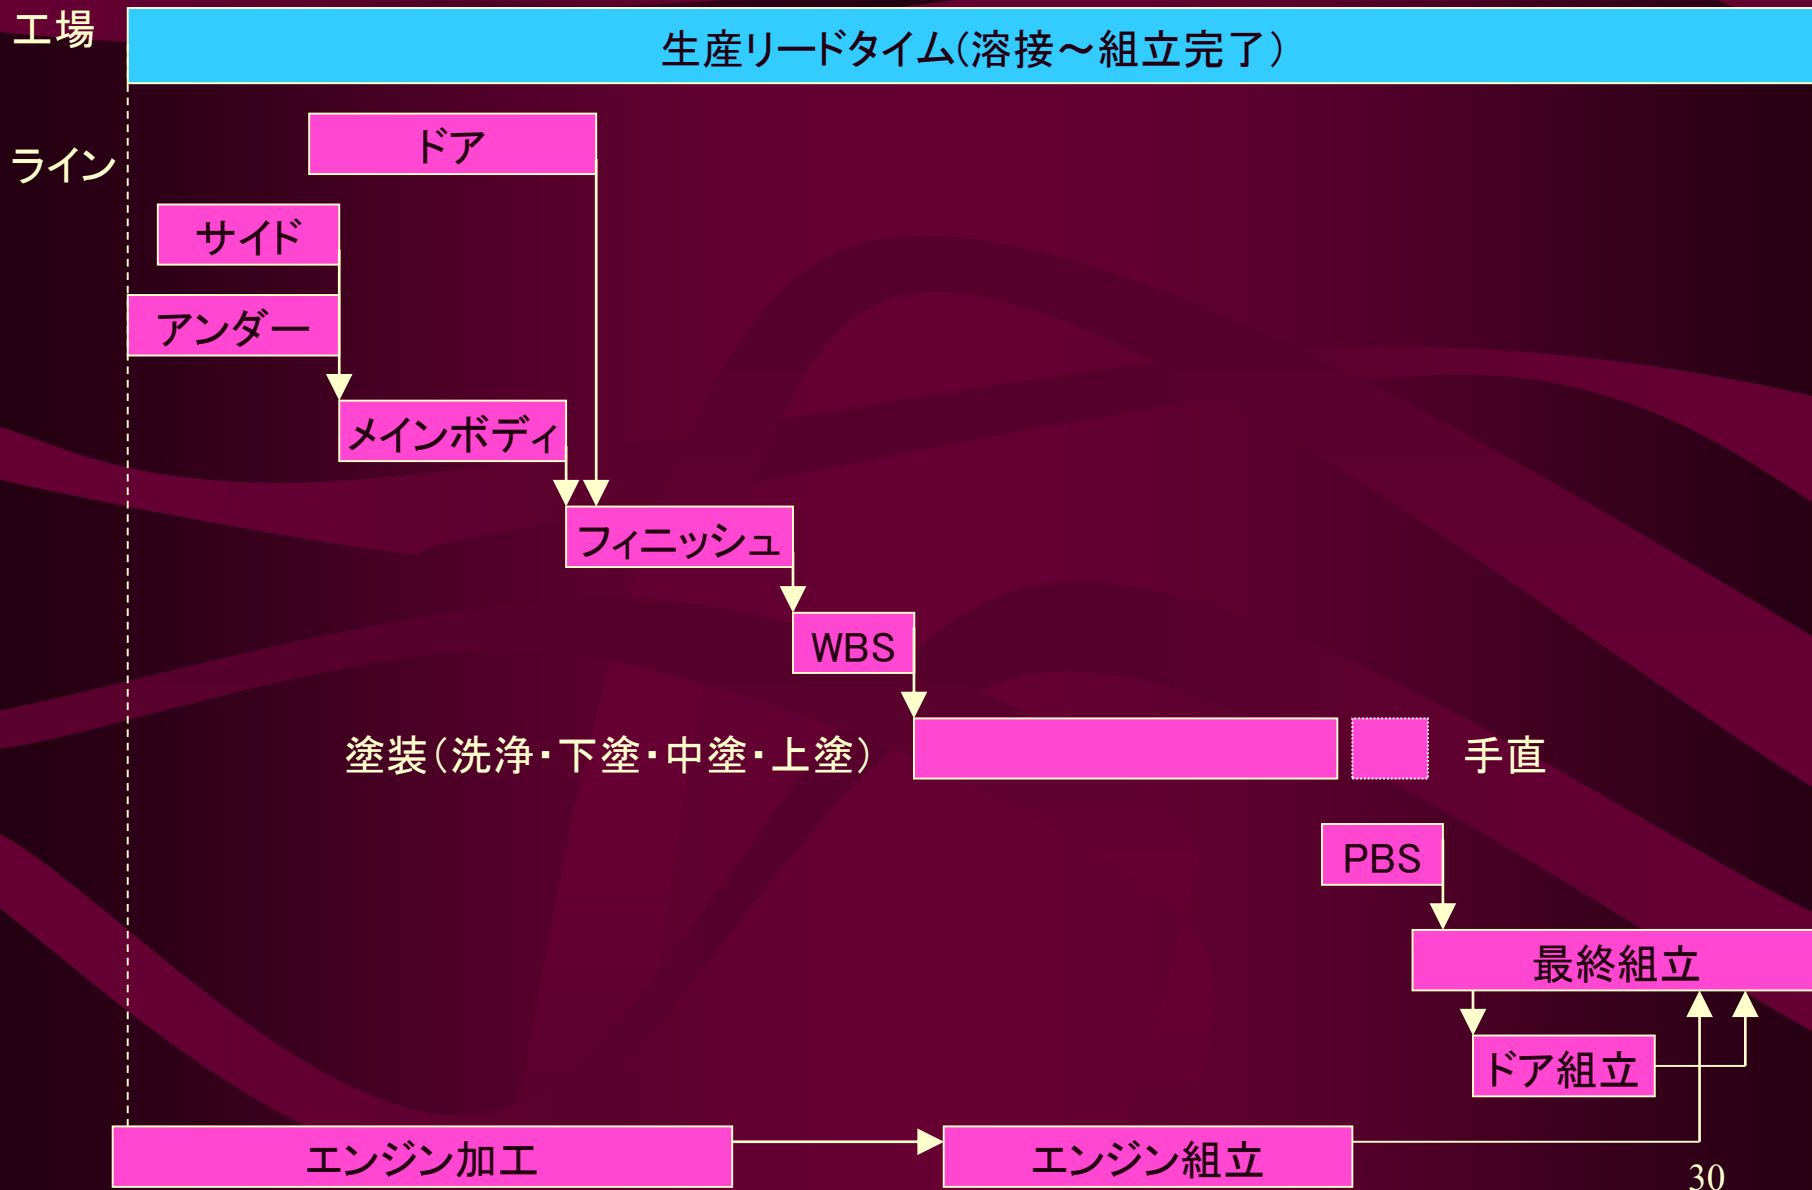 工場
生産リードタイム(溶接～組立完了)
ライン
ドア
サイド
アンダー
メインボディ
フィニッシュ
WBS
塗装(洗浄・下塗・中塗・上塗)
手直
PBS
最終組立
ドア組立
エンジン加工
エンジン組立
30